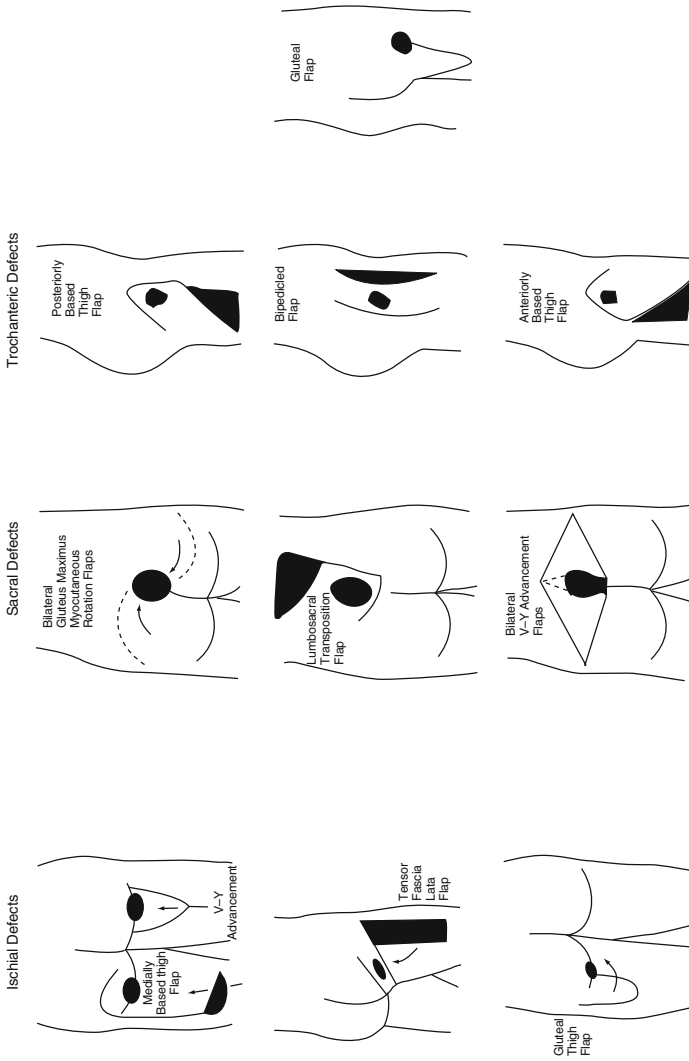 Ischial Defects
Medially
Based thigh
Flap
V–Y
Advancement
Tensor
Fascia
Lata
Flap
Gluteal
Thigh
Flap
Sacral Defects
Bilateral
Gluteus Maximus
Myocutaneous
Rotation Flaps
Lumbosacral
Transposition
Flap
Bilateral
V–Y Advancement
Flaps
Trochanteric Defects
Posteriorly
Based
Thigh
Flap
Bipedicled
Flap
Anteriorly
Based
Thigh
Flap
Gluteal
Flap